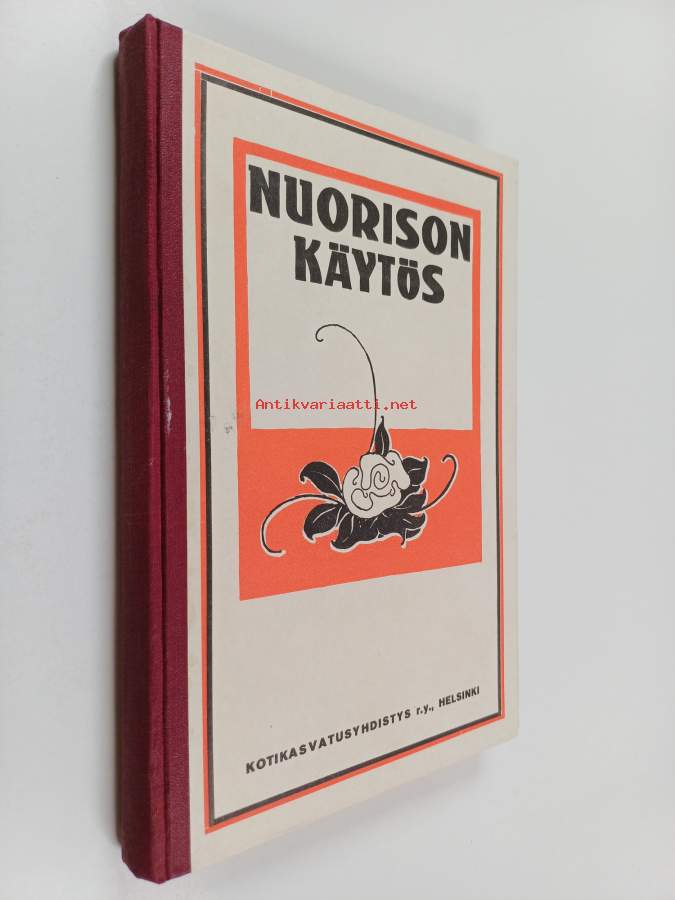 NUORISON
KÄYTÖS
Antikvariaatti.net
KOTIKASVATUSYHDISTYS r.y., HELSINKI